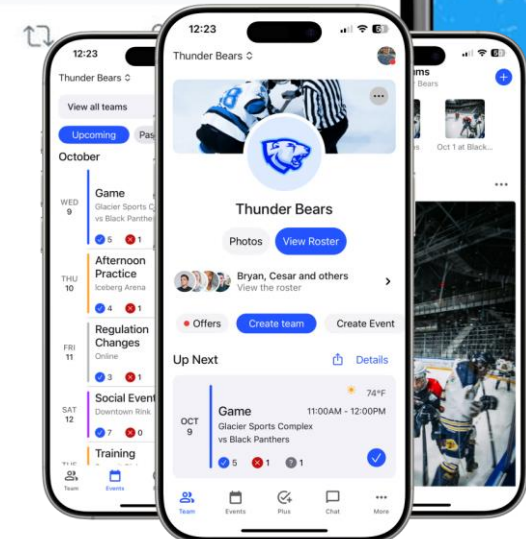 12:23
Thunder Bears
View all teams
Upcoming
October
WED
9
Game
Glacier Sports
vs Black
5 1
THU
10
Afternoon
Practice
Iceberg Arena
4 1
FRI
11
Regulation
Changes
Online
3 1
SAT
12
Social Event
Downtown Rink
7 0
Training
Team
Events
12:23
Thunder Bears
Thunder Bears
Photos
View Roster
Bryan, Cesar and others
View the roster
Offers
Create team
Create Event
Up Next
Details
74°F
OCT
9
Game
11:00AM - 12:00PM
Glacier Sports Complex
vs Black Panthers
5 1 1
Team
Events
Plus
Chat
More
Bears
Oct 1 at Black...